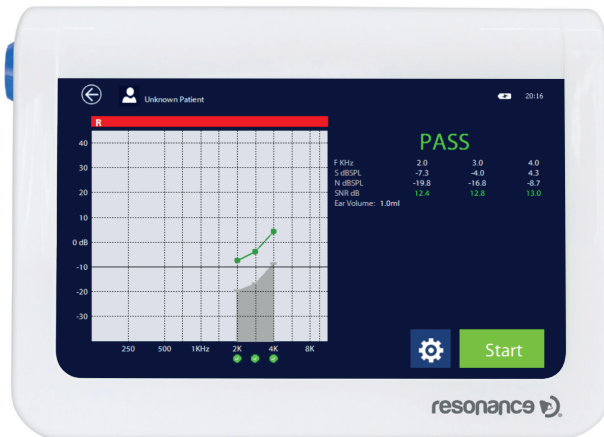 Unknown Patient
20:16
R
PASS
F KHz 2.0 3.0 4.0
S dBSPL -7.3 -4.0 4.3
N dBSPL -19.8 -16.8 -8.7
SNR dB 12.4 12.8 13.0
Ear Volume: 1.0ml
40
30
20
10
0 dB
-10
-20
-30
250 500 1KHz 2K 4K 8K
Start
resonance